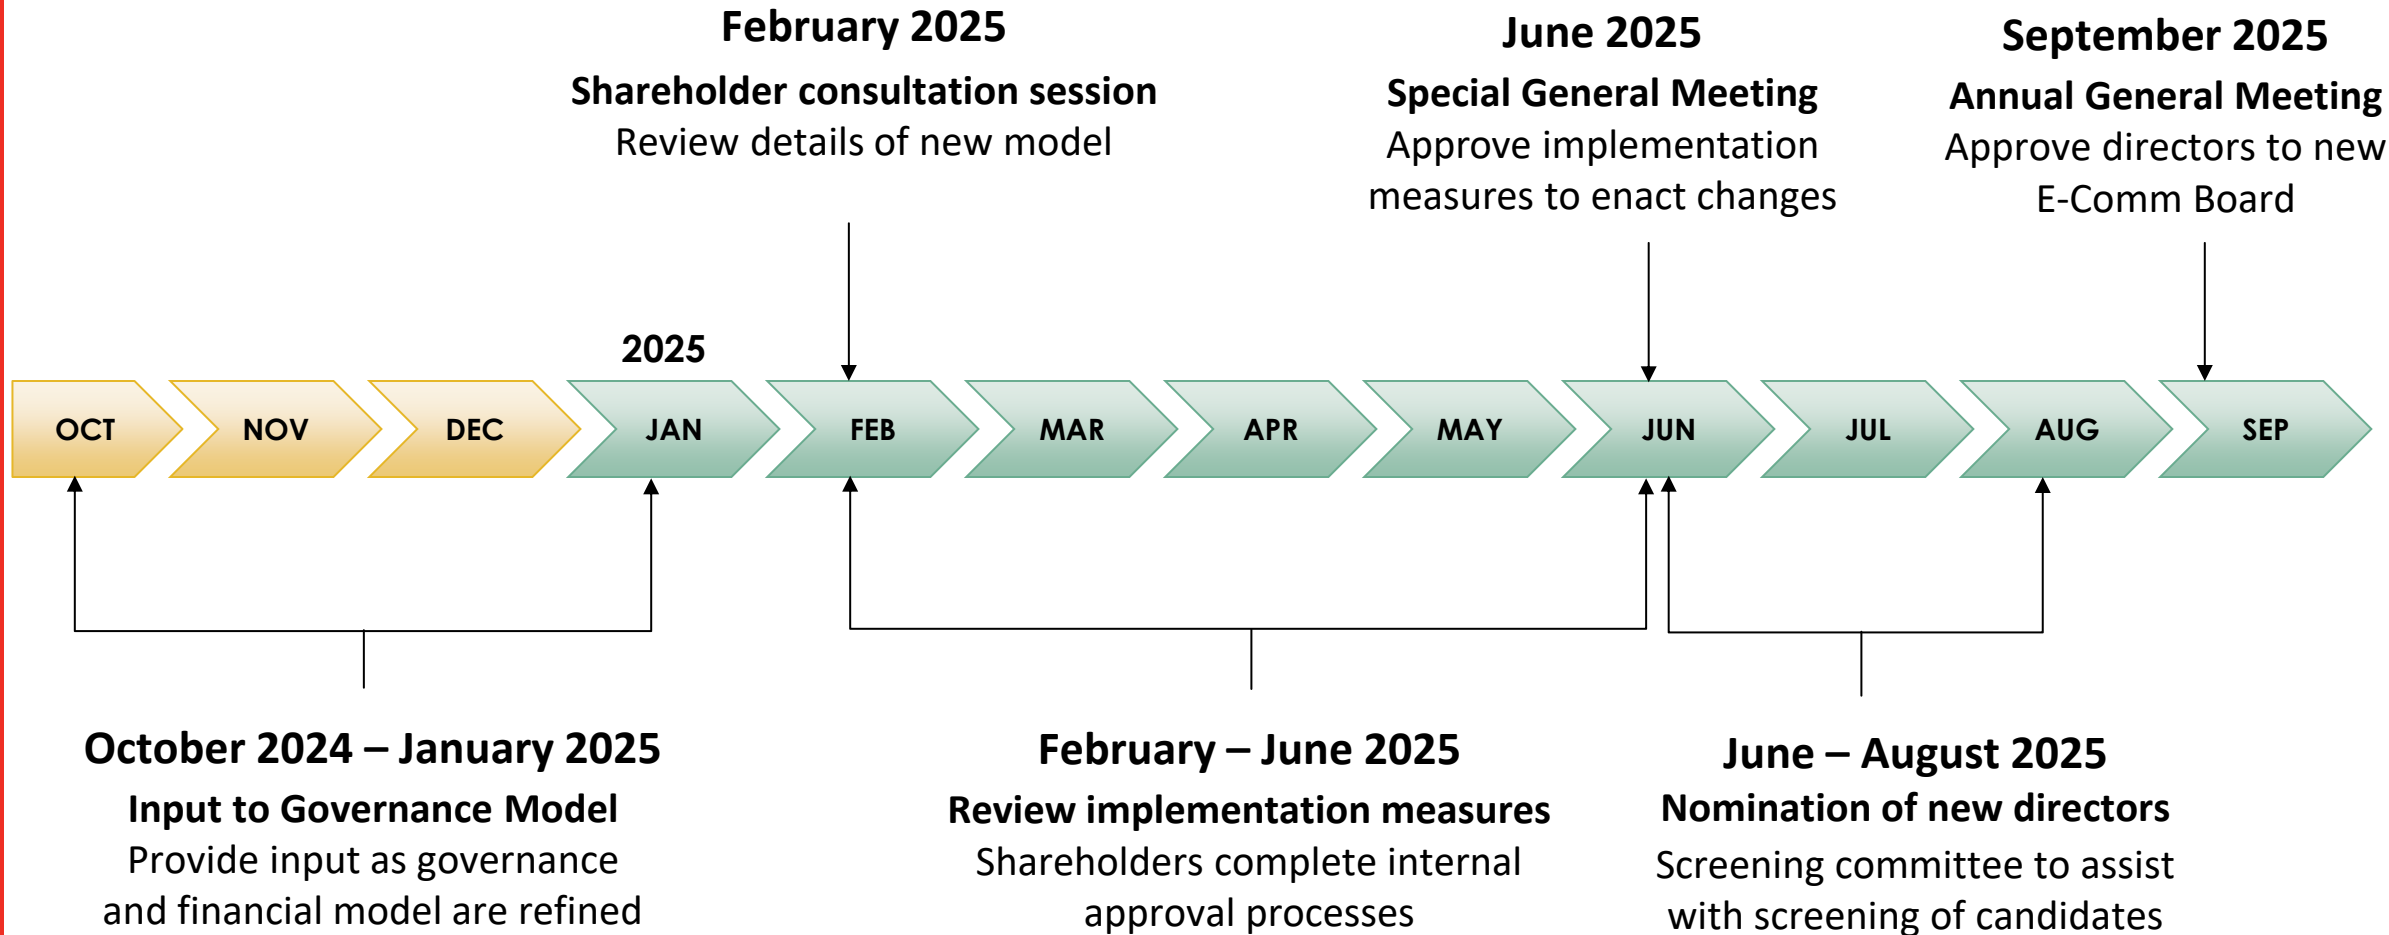 February 2025
Shareholder consultation session
Review details of new model
June 2025
Special General Meeting
Approve implementation
measures to enact changes
September 2025
Annual General Meeting
Approve directors to new
E-Comm Board
2025
OCT
NOV
DEC
JAN
FEB
MAR
APR
MAY
JUN
JUL
AUG
SEP
October 2024 – January 2025
Input to Governance Model
Provide input as governance
and financial model are refined
February – June 2025
Review implementation measures
Shareholders complete internal
approval processes
June – August 2025
Nomination of new directors
Screening committee to assist
with screening of candidates